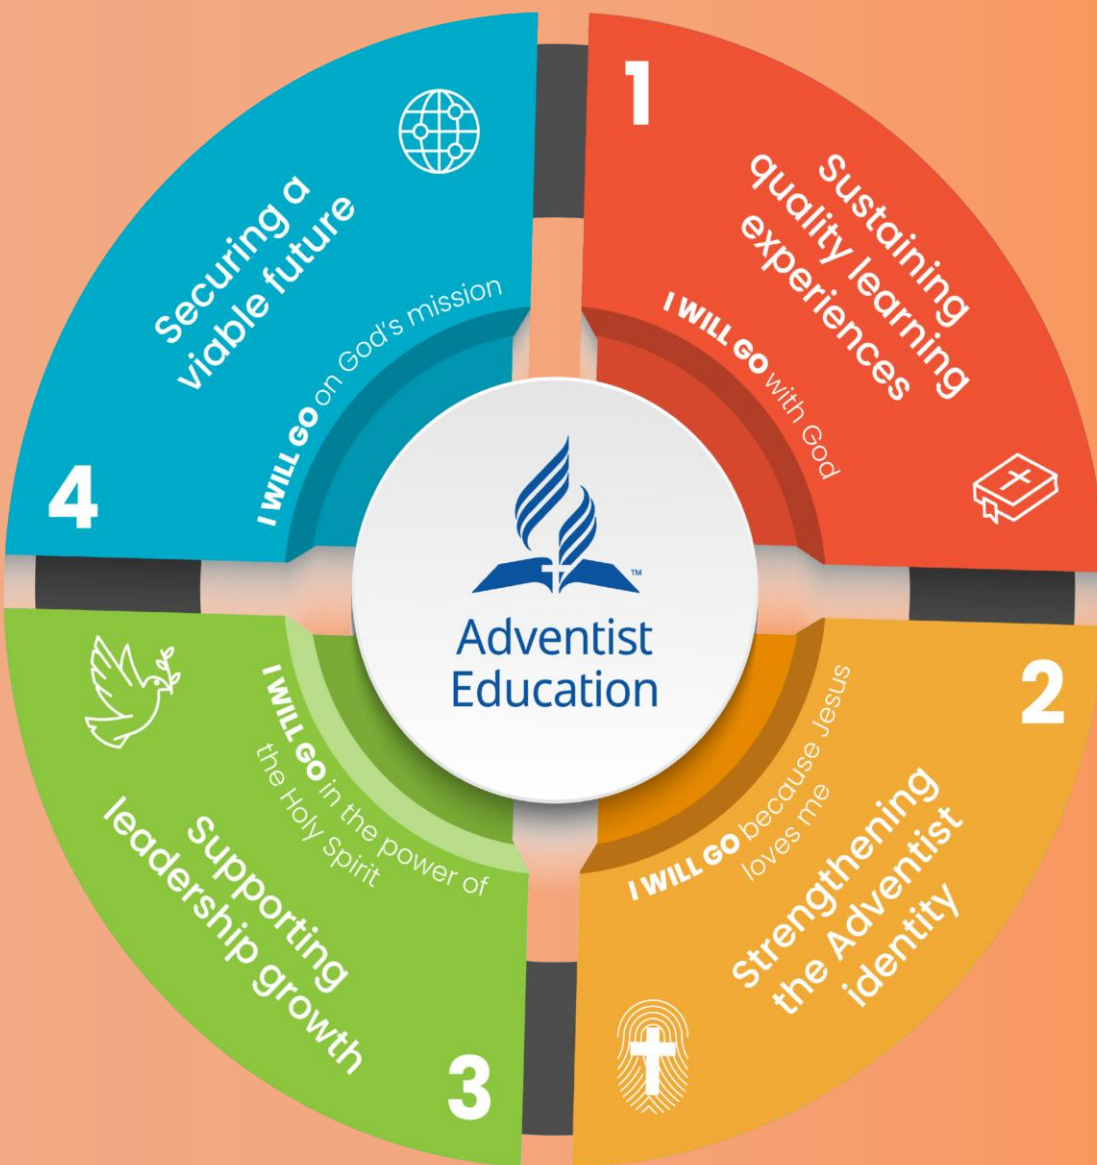 1
Sustaining
quality learning
experiences
I WILL GO with God
2
Strengthening
the Adventist
identity
I WILL GO because Jesus
loves me
3
Supporting
leadership growth
I WILL GO in the power of
the Holy Spirit
4
Securing a
viable future
I WILL GO on God's mission
Adventist
Education
™